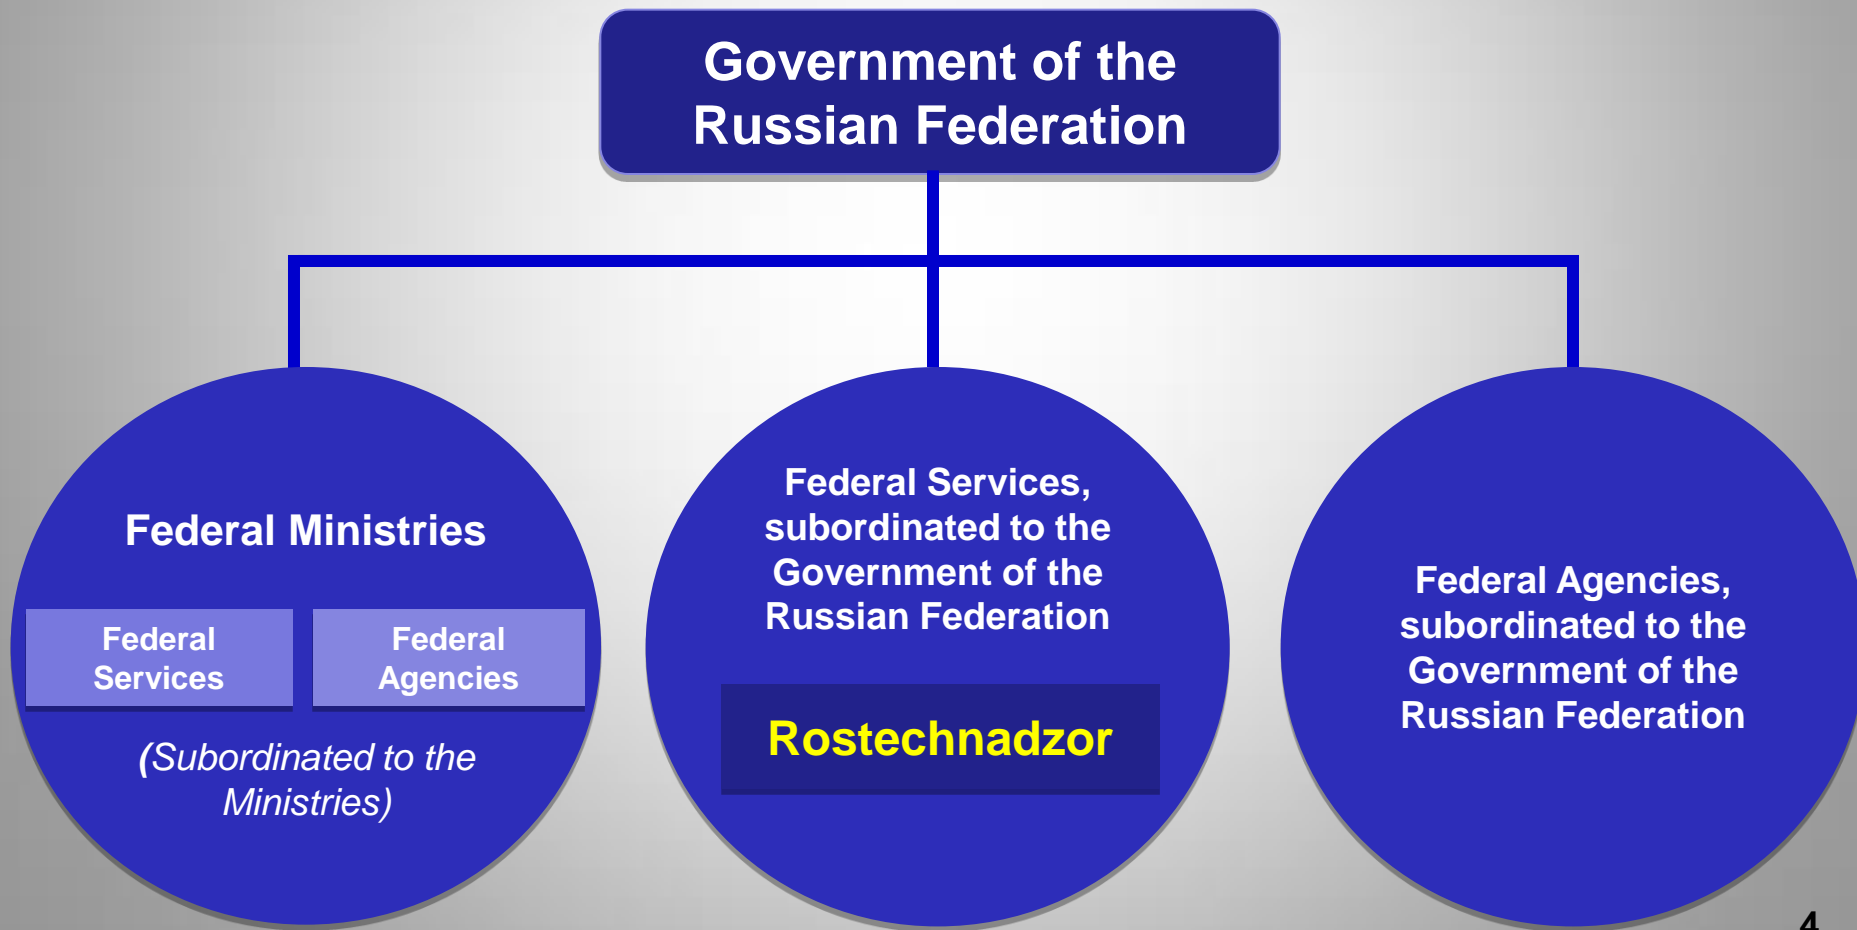 Government of the
Russian Federation
Federal Ministries
Federal
Services
Federal
Agencies
(Subordinated to the
Ministries)
Federal Services,
subordinated to the
Government of the
Russian Federation
Rostechnadzor
Federal Agencies,
subordinated to the
Government of the
Russian Federation
4